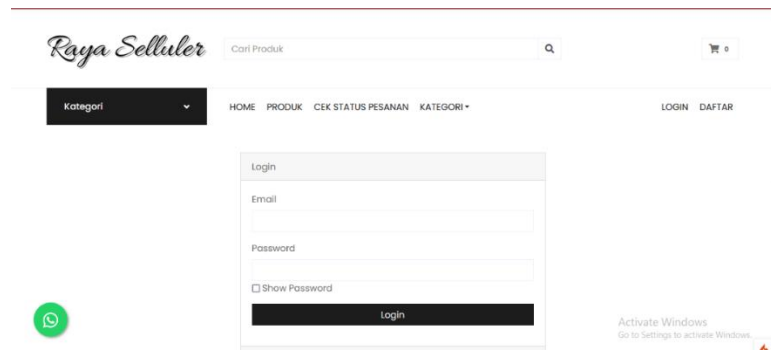 Raya Selluler
Cari Produk
0
Kategori
HOME PRODUK CEK STATUS PESANAN KATEGORI
LOGIN DAFTAR
Login
Email
Password
Show Password
Login
Activate Windows
Go to Settings to activate Windows.